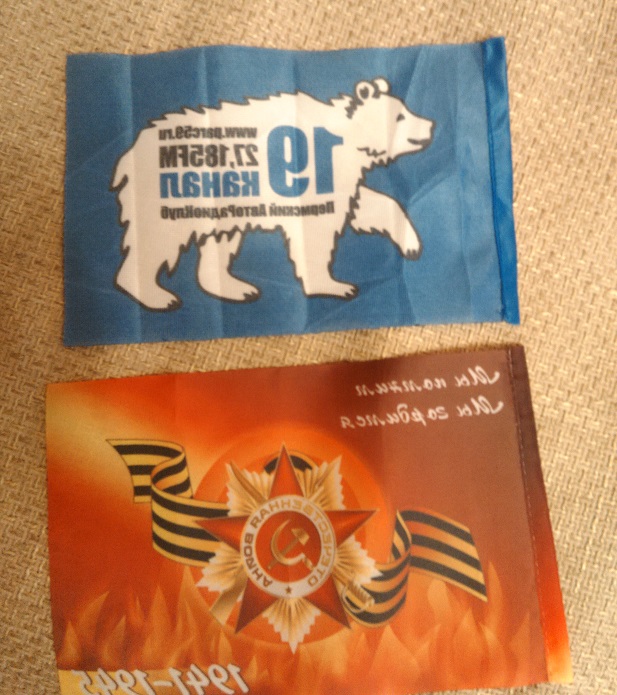 www.parc59.ru
27,185FM
19
канал
Пермский АвтоРадиоКлуб
Мы помним
Мы гордимся
ОТЕЧЕСТВЕННАЯ ВОЙНА
1941-1945